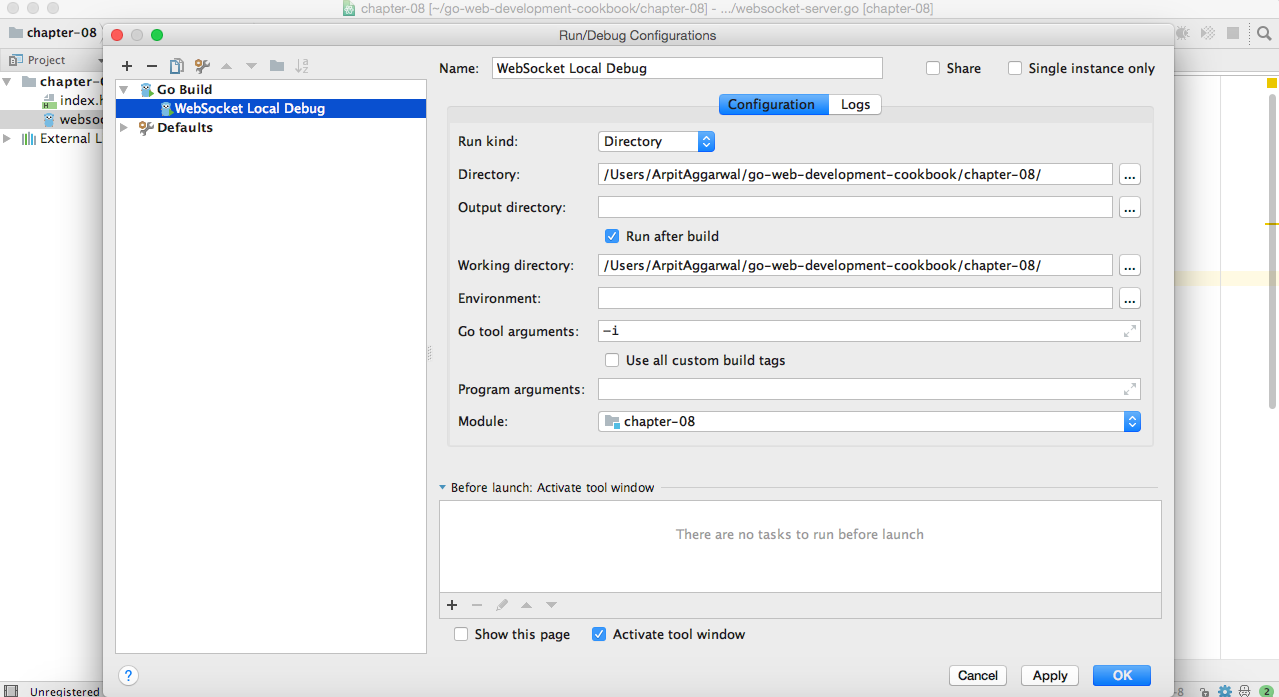 chapter-08 [~/go-web-development-cookbook/chapter-08] - .../websocket-server.go [chapter-08]
chapter-08
Run/Debug Configurations
Project
chapter-
index.
webso
External L
Go Build
WebSocket Local Debug
Defaults
Name: WebSocket Local Debug Share Single instance only
Configuration Logs
Run kind: Directory
Directory: /Users/ArpitAggarwal/go-web-development-cookbook/chapter-08/ ...
Output directory: ...
Run after build
Working directory: /Users/ArpitAggarwal/go-web-development-cookbook/chapter-08/ ...
Environment: ...
Go tool arguments: -i
Use all custom build tags
Program arguments:
Module: chapter-08
Before launch: Activate tool window
There are no tasks to run before launch
Show this page Activate tool window
? Cancel Apply OK
Unregistered
-8
2